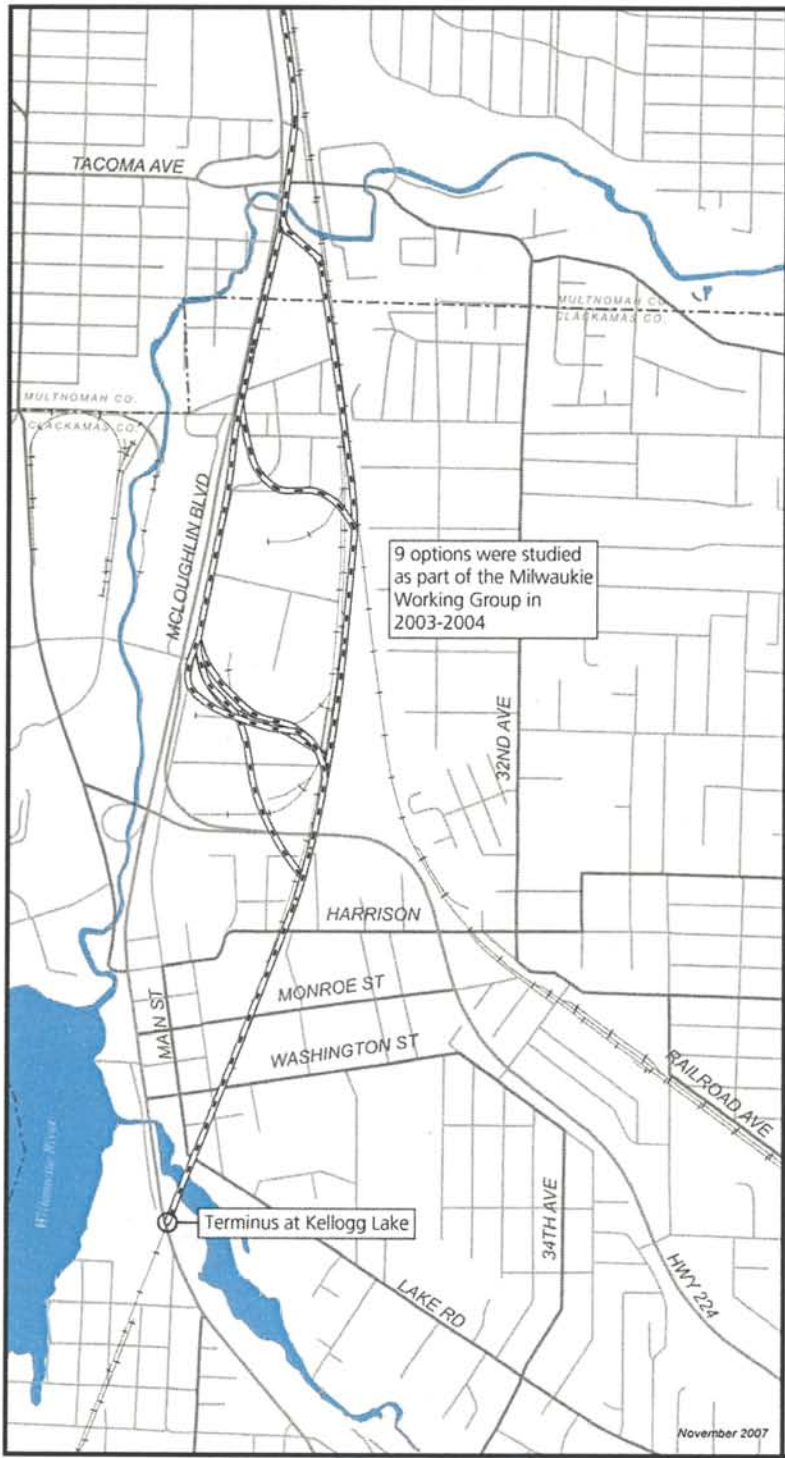 TACOMA AVE
MULTNOMAH CO.
CLACKAMAS CO.
MULTNOMAH CO.
CLACKAMAS CO.
MCLOUGHLIN BLVD
9 options were studied
as part of the Milwaukie
Working Group in
2003-2004
32ND AVE
HARRISON
MONROE ST
MAIN ST
WASHINGTON ST
RAILROAD AVE
Willamette River
Terminus at Kellogg Lake
34TH AVE
LAKE RD
HWY 224
November 2007